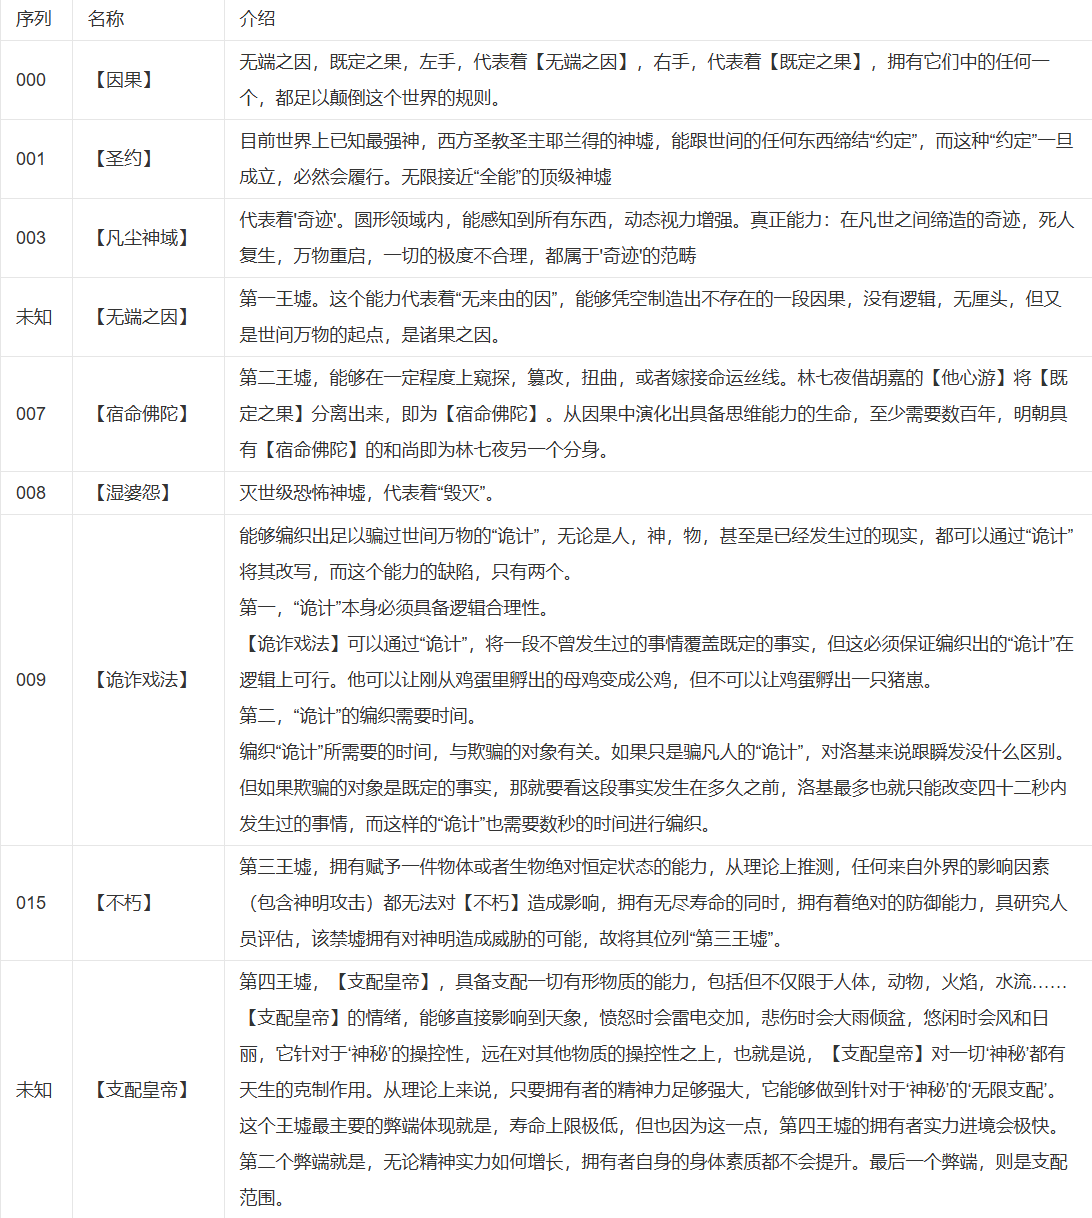 序列 名称 介绍
000 【因果】 无端之因，既定之果，左手，代表着【无端之因】，右手，代表着【既定之果】，拥有它们中的任何一
个，都足以颠倒这个世界的规则。
001 【圣约】 目前世界上已知最强神，西方圣教圣主耶兰得的神墟，能跟世间的任何东西缔结“约定”，而这种“约定”一旦
成立，必然会履行。无限接近“全能”的顶级神墟
003 【凡尘神域】 代表着'奇迹'。圆形领域内，能感知到所有东西，动态视力增强。真正能力：在凡世之间缔造的奇迹，死人
复生，万物重启，一切的极度不合理，都属于'奇迹'的范畴
未知 【无端之因】 第一王墟。这个能力代表着“无来由的因”，能够凭空制造出不存在的一段因果，没有逻辑，无厘头，但又
是世间万物的起点，是诸果之因。
007 【宿命佛陀】 第二王墟，能够在一定程度上窥探，篡改，扭曲，或者嫁接命运丝线。林七夜借胡嘉的【他心游】将【既
定之果】分离出来，即为【宿命佛陀】。从因果中演化出具备思维能力的生命，至少需要数百年，明朝具
有【宿命佛陀】的和尚即为林七夜另一个分身。
008 【湿婆怨】 灭世级恐怖神墟，代表着“毁灭”。
009 【诡诈戏法】 能够编织出足以骗过世间万物的“诡计”，无论是人，神，物，甚至是已经发生过的现实，都可以通过“诡计”
将其改写，而这个能力的缺陷，只有两个。
第一，“诡计”本身必须具备逻辑合理性。
【诡诈戏法】可以通过“诡计”，将一段不曾发生过的事情覆盖既定的事实，但这必须保证编织出的“诡计”在
逻辑上可行。他可以让刚从鸡蛋里孵出的母鸡变成公鸡，但不可以让鸡蛋孵出一只猪崽。
第二，“诡计”的编织需要时间。
编织“诡计”所需要的时间，与欺骗的对象有关。如果只是骗凡人的“诡计”，对洛基来说跟瞬发没什么区别。
但如果欺骗的对象是既定的事实，那就要看这段事实发生在多久之前，洛基最多也就只能改变四十二秒内
发生过的事情，而这样的“诡计”也需要数秒的时间进行编织。
015 【不朽】 第三王墟，拥有赋予一件物体或者生物绝对恒定状态的能力，从理论上推测，任何来自外界的影响因素
（包含神明攻击）都无法对【不朽】造成影响，拥有无尽寿命的同时，拥有着绝对的防御能力，具研究人
员评估，该禁墟拥有对神明造成威胁的可能，故将其位列“第三王墟”。
未知 【支配皇帝】 第四王墟，【支配皇帝】，具备支配一切有形物质的能力，包括但不仅限于人体，动物，火焰，水流……
【支配皇帝】的情绪，能够直接影响到天象，愤怒时会雷电交加，悲伤时会大雨倾盆，悠闲时会风和日
丽，它针对于‘神秘’的操控性，远在对其他物质的操控性之上，也就是说，【支配皇帝】对一切‘神秘’都有
天生的克制作用。从理论上来说，只要拥有者的精神力足够强大，它能够做到针对于‘神秘’的‘无限支配’。
这个王墟最主要的弊端体现就是，寿命上限极低，但也因为这一点，第四王墟的拥有者实力进境会极快。
第二个弊端就是，无论精神实力如何增长，拥有者自身的身体素质都不会提升。最后一个弊端，则是支配
范围。